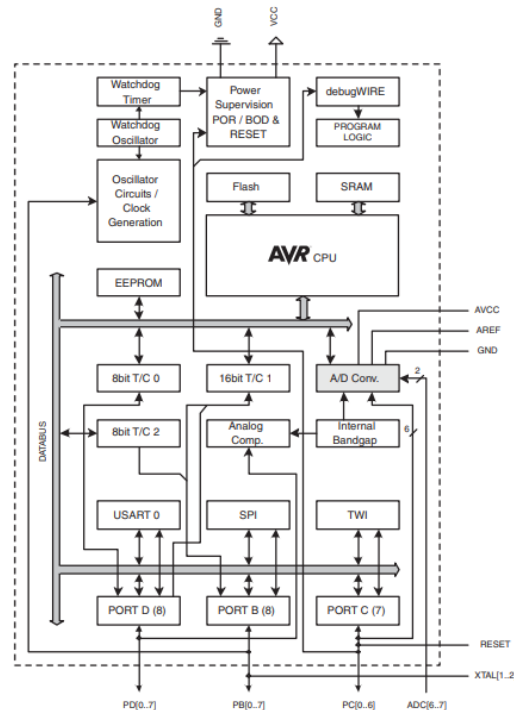 GND
VCC
Watchdog
Timer
Power
Supervision
POR / BOD &
RESET
debugWIRE
Watchdog
Oscillator
PROGRAM
LOGIC
Oscillator
Circuits /
Clock
Generation
Flash
SRAM
AVR CPU
EEPROM
AVCC
AREF
GND
8bit T/C 0
16bit T/C 1
A/D Conv.
2
DATABUS
8bit T/C 2
Analog
Comp.
Internal
Bandgap
6
USART 0
SPI
TWI
PORT D (8)
PORT B (8)
PORT C (7)
RESET
XTAL[1..2
PD[0..7]
PB[0..7]
PC[0..6]
ADC[6..7]